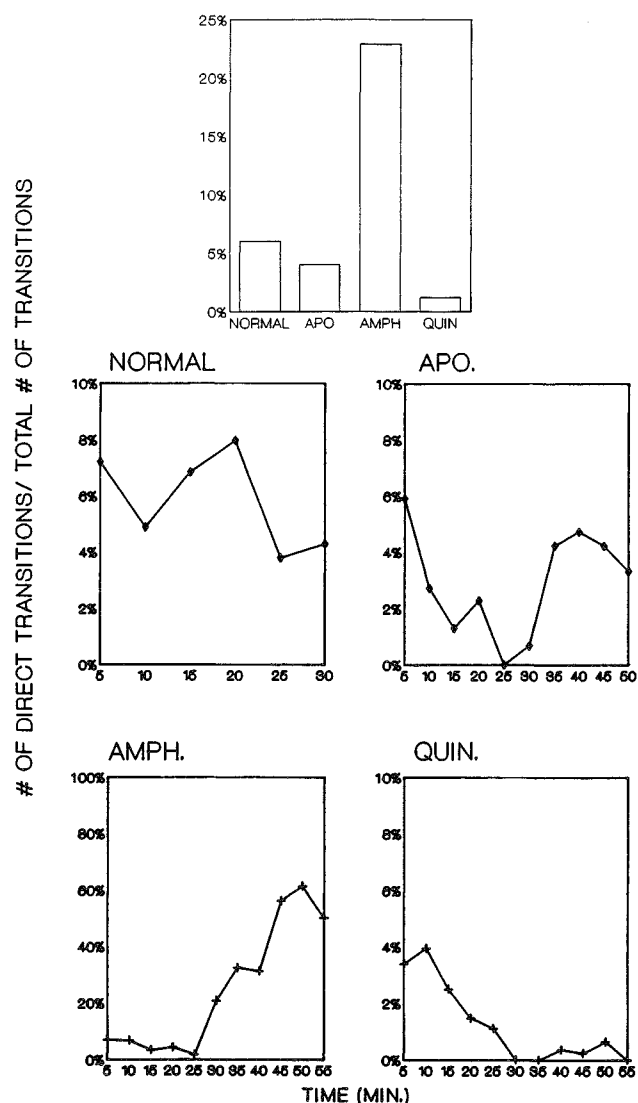 # OF DIRECT TRANSITIONS/ TOTAL # OF TRANSITIONS
25%
20%
15%
10%
5%
0%
NORMAL APO AMPH QUIN
NORMAL
10%
8%
6%
4%
2%
0%
5 10 15 20 25 30
APO.
10%
8%
6%
4%
2%
0%
5 10 15 20 25 30 35 40 45 50
AMPH.
100%
80%
60%
40%
20%
0%
5 10 15 20 25 30 35 40 45 50 55
QUIN.
10%
8%
6%
4%
2%
0%
5 10 15 20 25 30 35 40 45 50 55
TIME (MIN.)